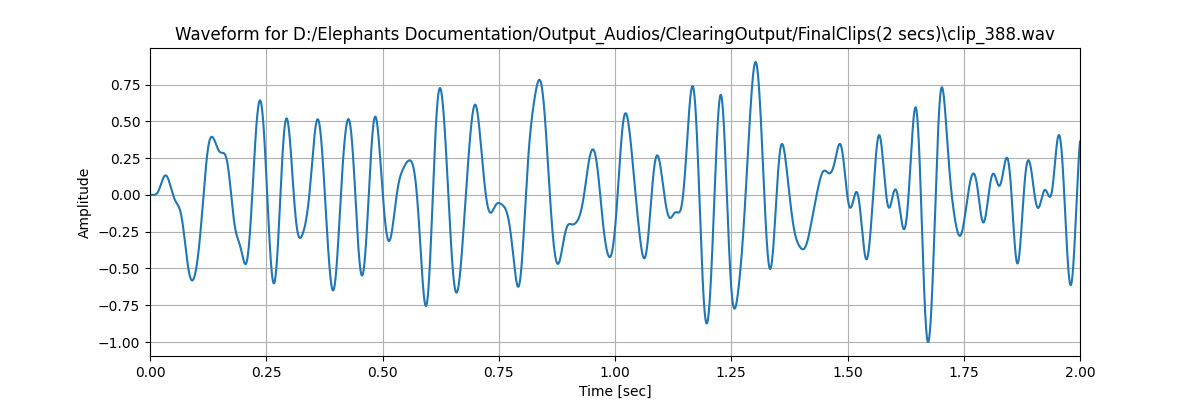 Waveform for D:/Elephants Documentation/Output_Audios/ClearingOutput/FinalClips(2 secs)\clip_388.wav
Amplitude
0.75
0.50
0.25
0.00
−0.25
−0.50
−0.75
−1.00
0.00 0.25 0.50 0.75 1.00 1.25 1.50 1.75 2.00
Time [sec]